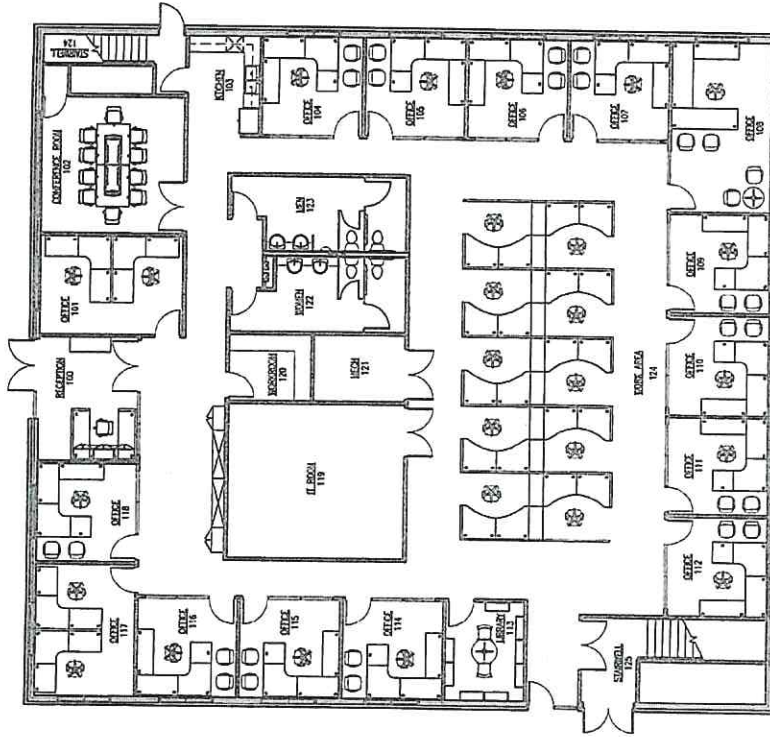 STAIRWELL
124
KITCHEN
103
OFFICE
104
OFFICE
105
OFFICE
106
OFFICE
107
OFFICE
108
CONFERENCE ROOM
102
OFFICE
101
MEN
123
WOMEN
122
OFFICE
109
RECEPTION
100
WORKROOM
120
MECH
121
WORK AREA
124
OFFICE
110
OFFICE
118
IT ROOM
119
OFFICE
111
OFFICE
117
OFFICE
116
OFFICE
115
OFFICE
114
LIBRARY
113
OFFICE
112
STAIRWELL
125